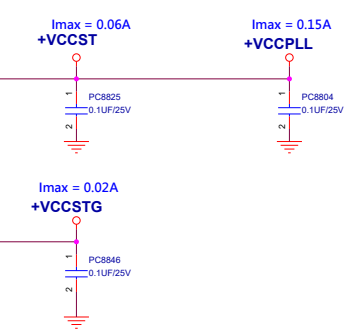 Imax = 0.06A
+VCCST
1
PC8825
0.1UF/25V
2
Imax = 0.15A
+VCCPLL
1
PC8804
0.1UF/25V
2
Imax = 0.02A
+VCCSTG
1
PC8846
0.1UF/25V
2